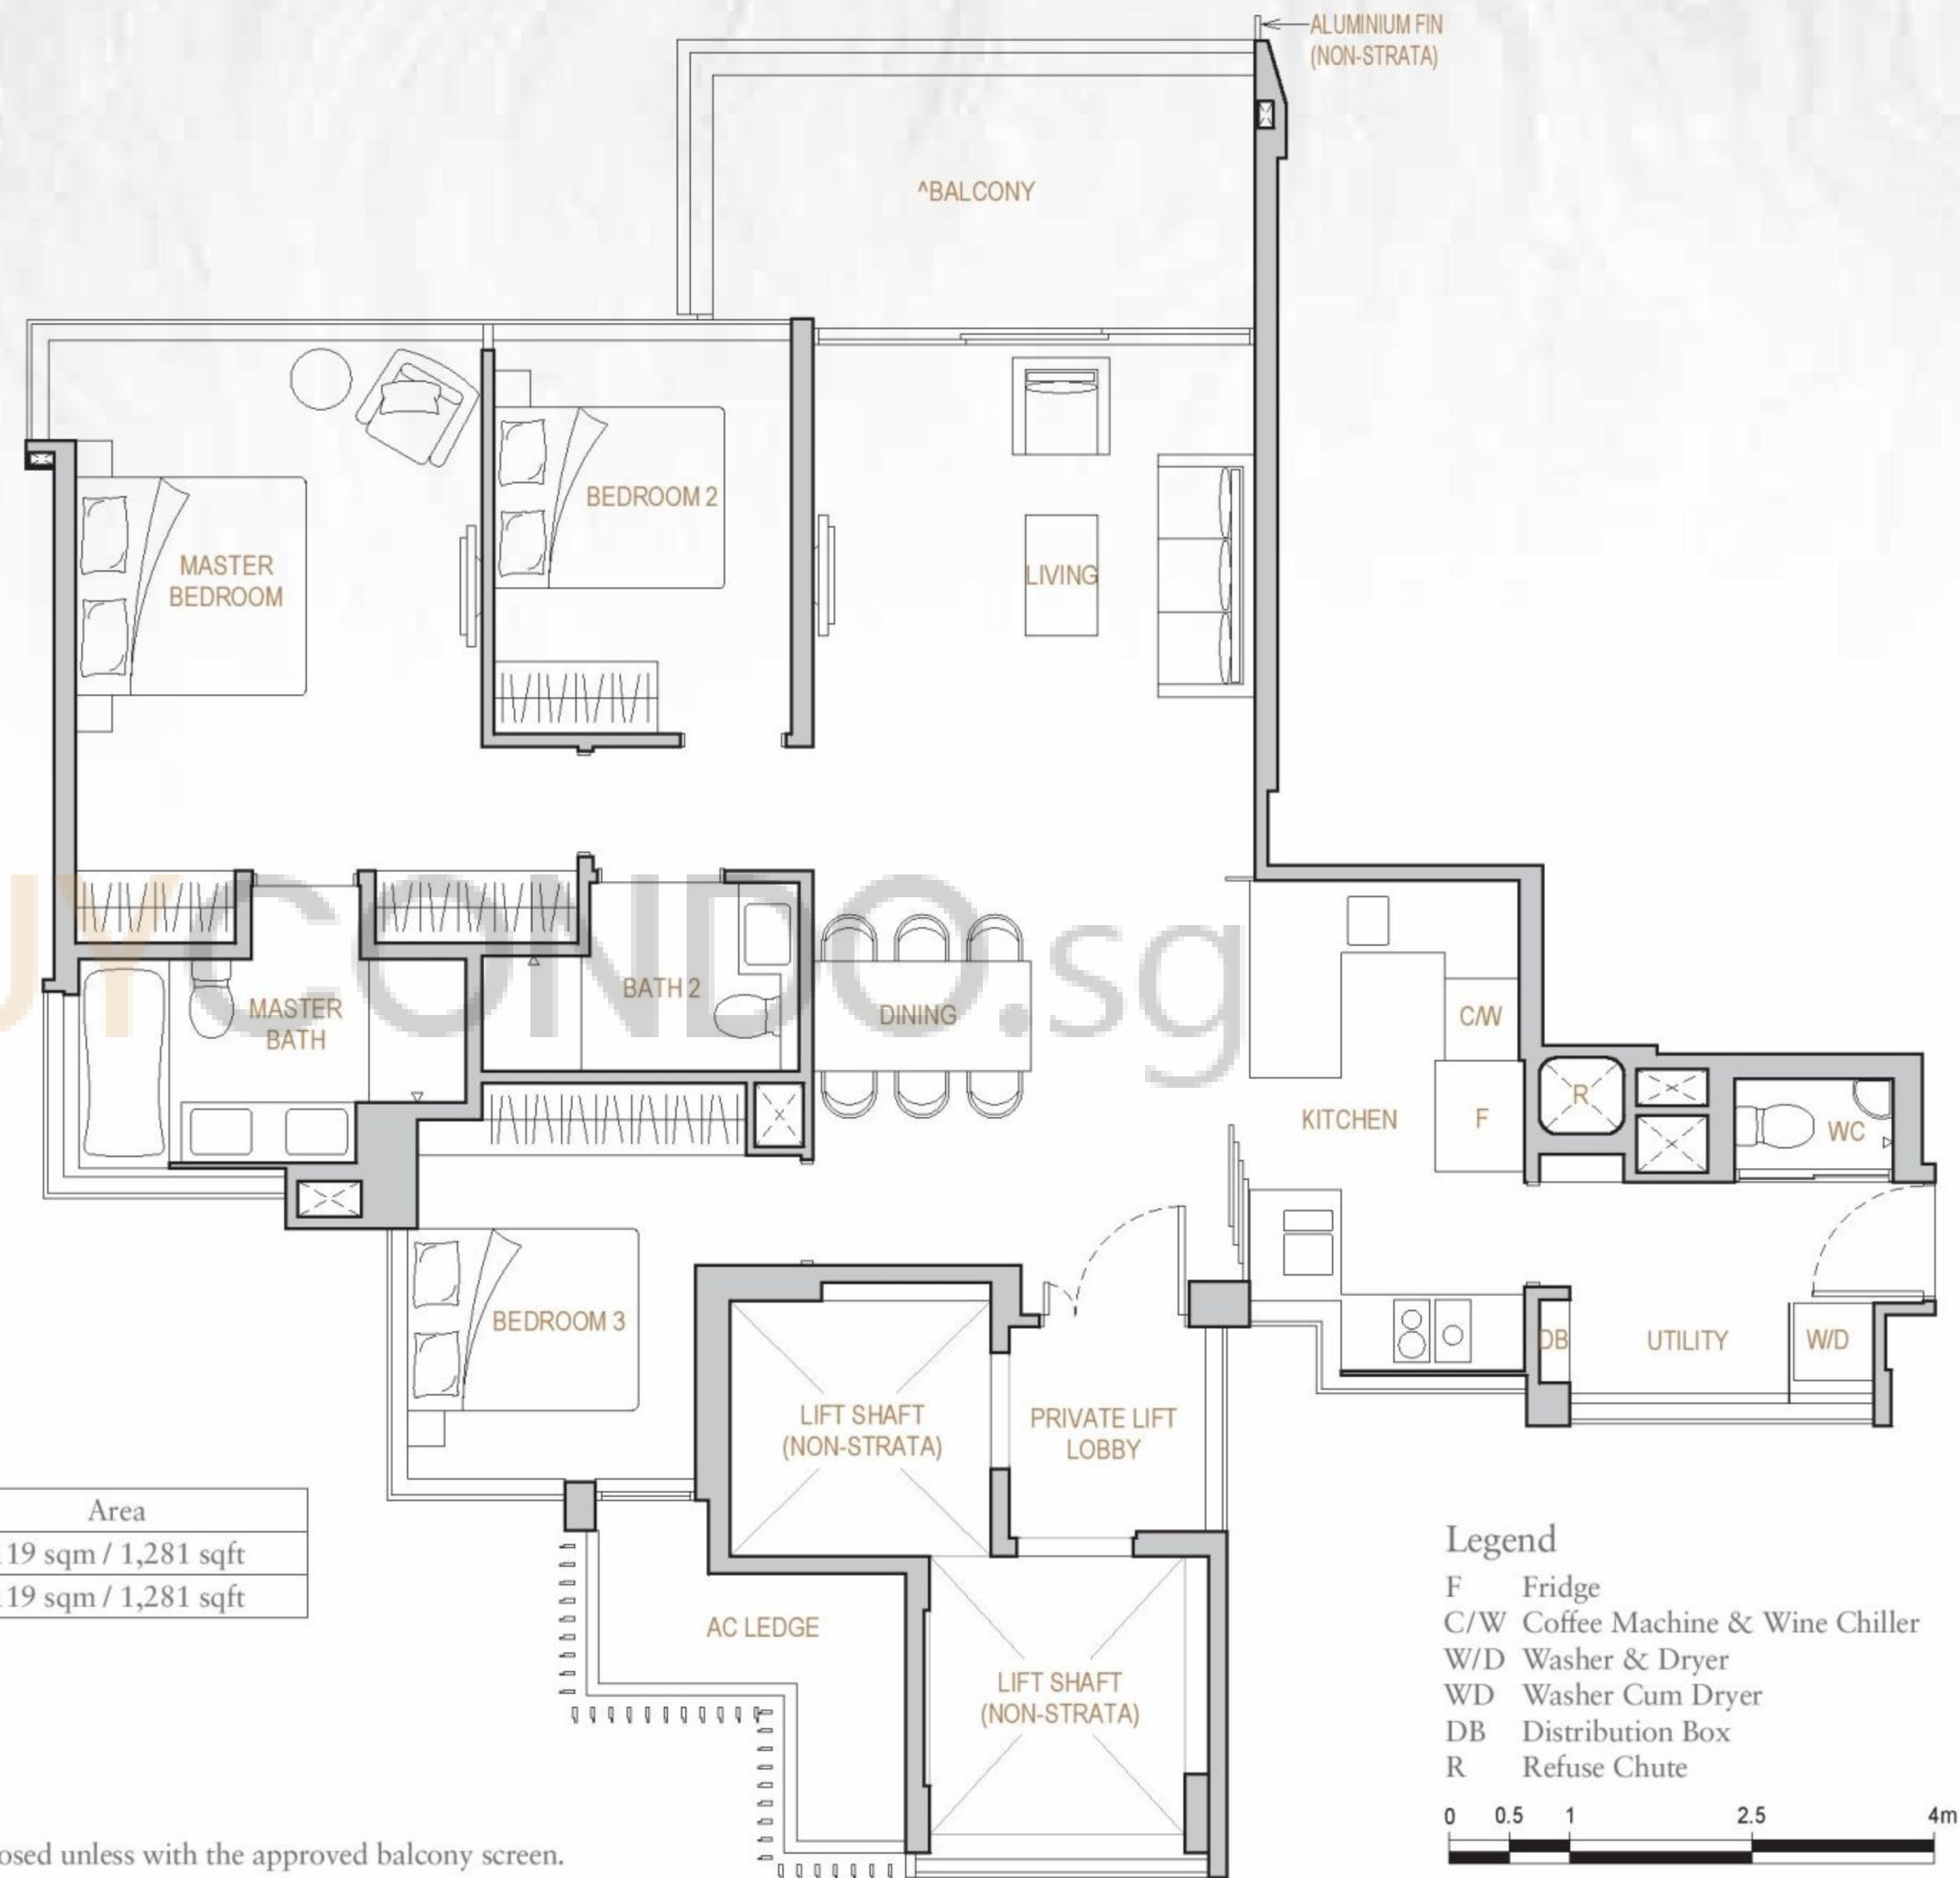 ALUMINIUM FIN
(NON-STRATA)
^BALCONY
BEDROOM 2
MASTER
BEDROOM
LIVING
UYCONDO.sg
MASTER
BATH
BATH 2
DINING
C/W
KITCHEN
F
R
WC
BEDROOM 3
DB
UTILITY
W/D
LIFT SHAFT
(NON-STRATA)
PRIVATE LIFT
LOBBY
Area
19 sqm / 1,281 sqft
19 sqm / 1,281 sqft
AC LEDGE
LIFT SHAFT
(NON-STRATA)
Legend
F Fridge
C/W Coffee Machine & Wine Chiller
W/D Washer & Dryer
WD Washer Cum Dryer
DB Distribution Box
R Refuse Chute
0 0.5 1 2.5 4m
unless with the approved balcony screen.